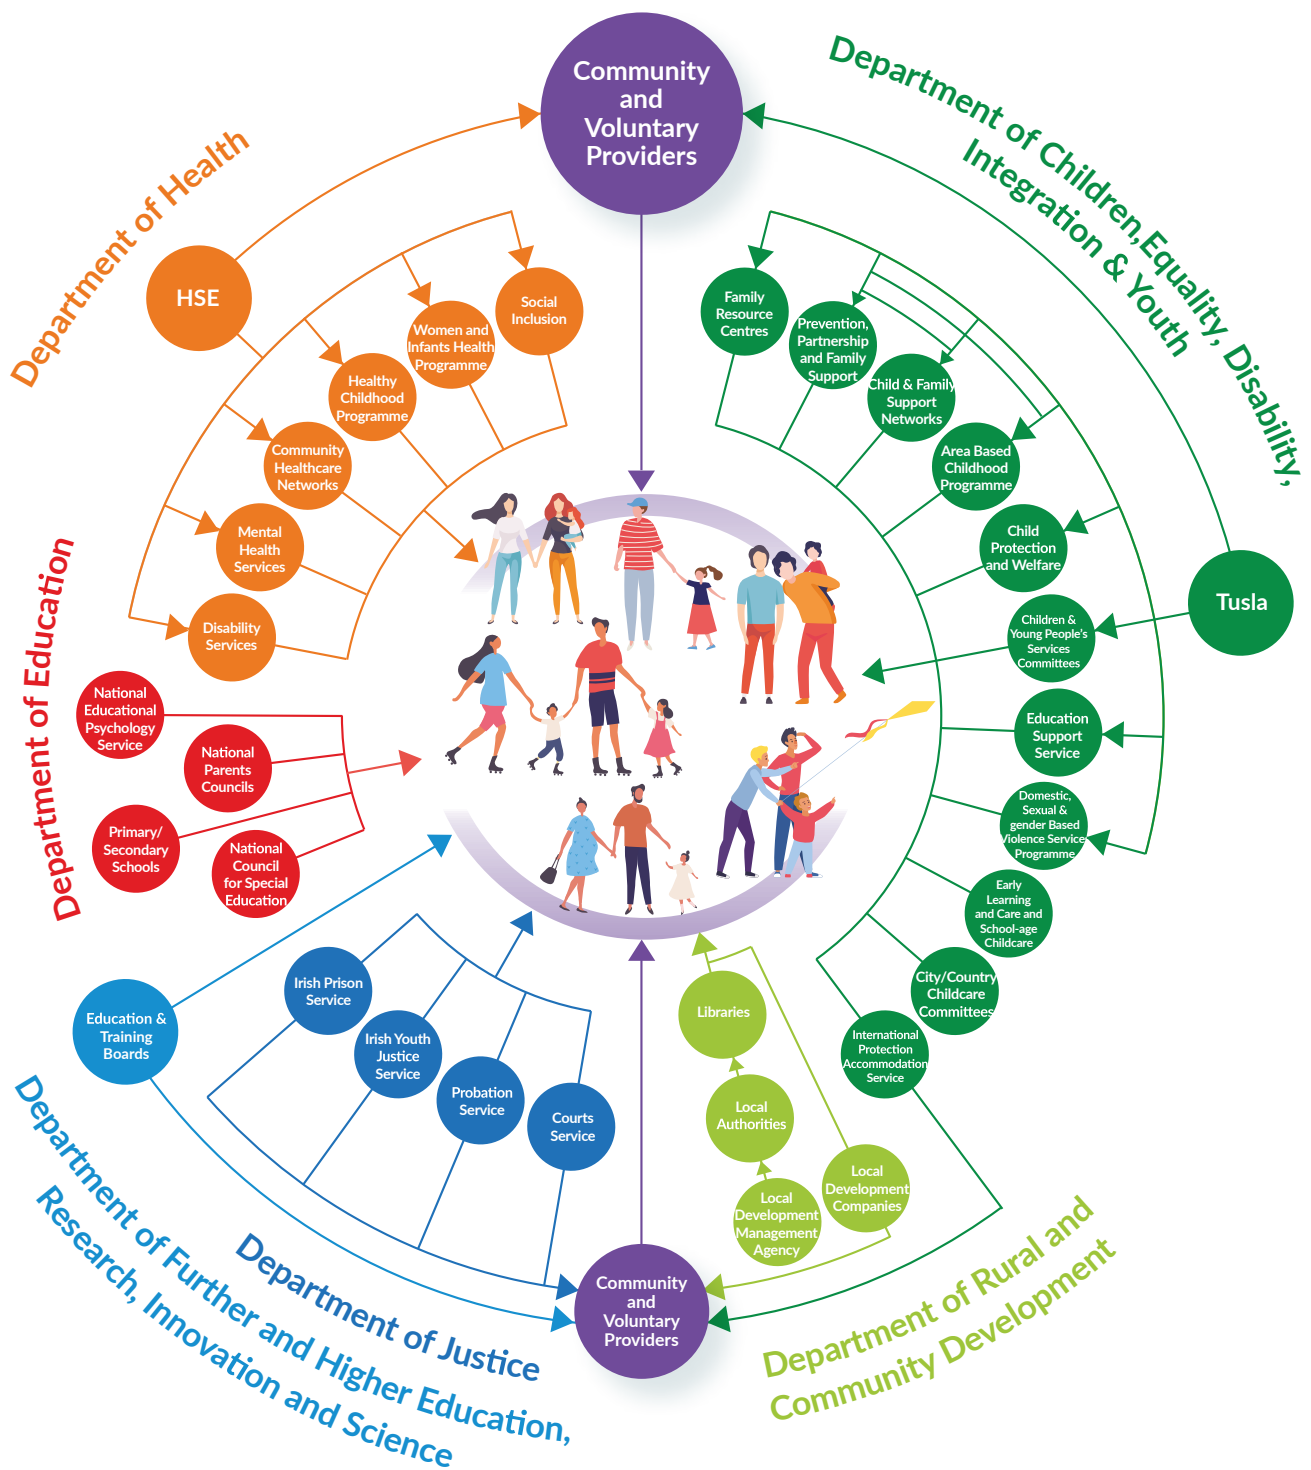 Community
and
Voluntary
Providers
Department of Health
HSE
Social
Inclusion
Women and
Infants Health
Programme
Healthy
Childhood
Programme
Community
Healthcare
Networks
Mental
Health
Services
Disability
Services
Department of Children, Equality, Disability,
Integration & Youth
Tusla
Family
Resource
Centres
Prevention,
Partnership
and Family
Support
Child & Family
Support
Networks
Area Based
Childhood
Programme
Child
Protection
and Welfare
Children &
Young People's
Services
Committees
Education
Support
Service
Domestic,
Sexual &
gender Based
Violence Service
Programme
Early
Learning
and Care and
School-age
Childcare
City/Country
Childcare
Committees
International
Protection
Accommodation
Service
Department of Education
National
Educational
Psychology
Service
National
Parents
Councils
Primary/
Secondary
Schools
National
Council
for Special
Education
Education &
Training
Boards
Department of Further and Higher Education,
Research, Innovation and Science
Irish Prison
Service
Irish Youth
Justice
Service
Probation
Service
Courts
Service
Department of Justice
Libraries
Local
Authorities
Local
Development
Management
Agency
Local
Development
Companies
Department of Rural and
Community Development
Community
and
Voluntary
Providers